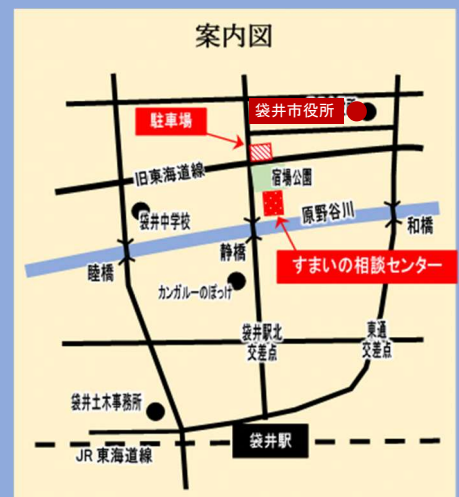 案内図
袋井市役所
駐車場
旧東海道線
宿場公園
袋井中学校
原野谷川
和橋
静橋
睦橋
すまいの相談センター
カンガルーのぽっけ
袋井駅北
交差点
東通
交差点
袋井土木事務所
袋井駅
JR 東海道線